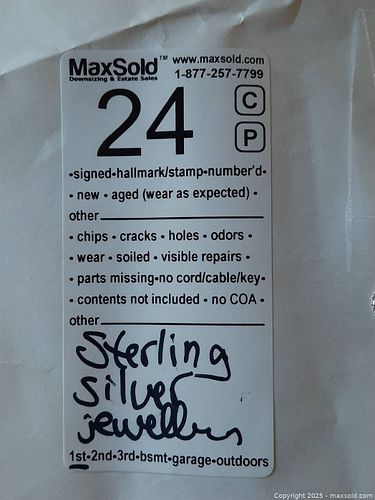 MaxSold™ www.maxsold.com
Downsizing & Estate Sales
1-877-257-7799
24 C
P
•signed•hallmark/stamp•number'd•
• new • aged (wear as expected) •
other
• chips • cracks • holes • odors •
• wear • soiled • visible repairs •
• parts missing•no cord/cable/key•
• contents not included • no COA •
other
Sterling
silver
jewellery
1st•2nd•3rd•bsmt•garage•outdoors
Copyright 2025 - maxsold.com